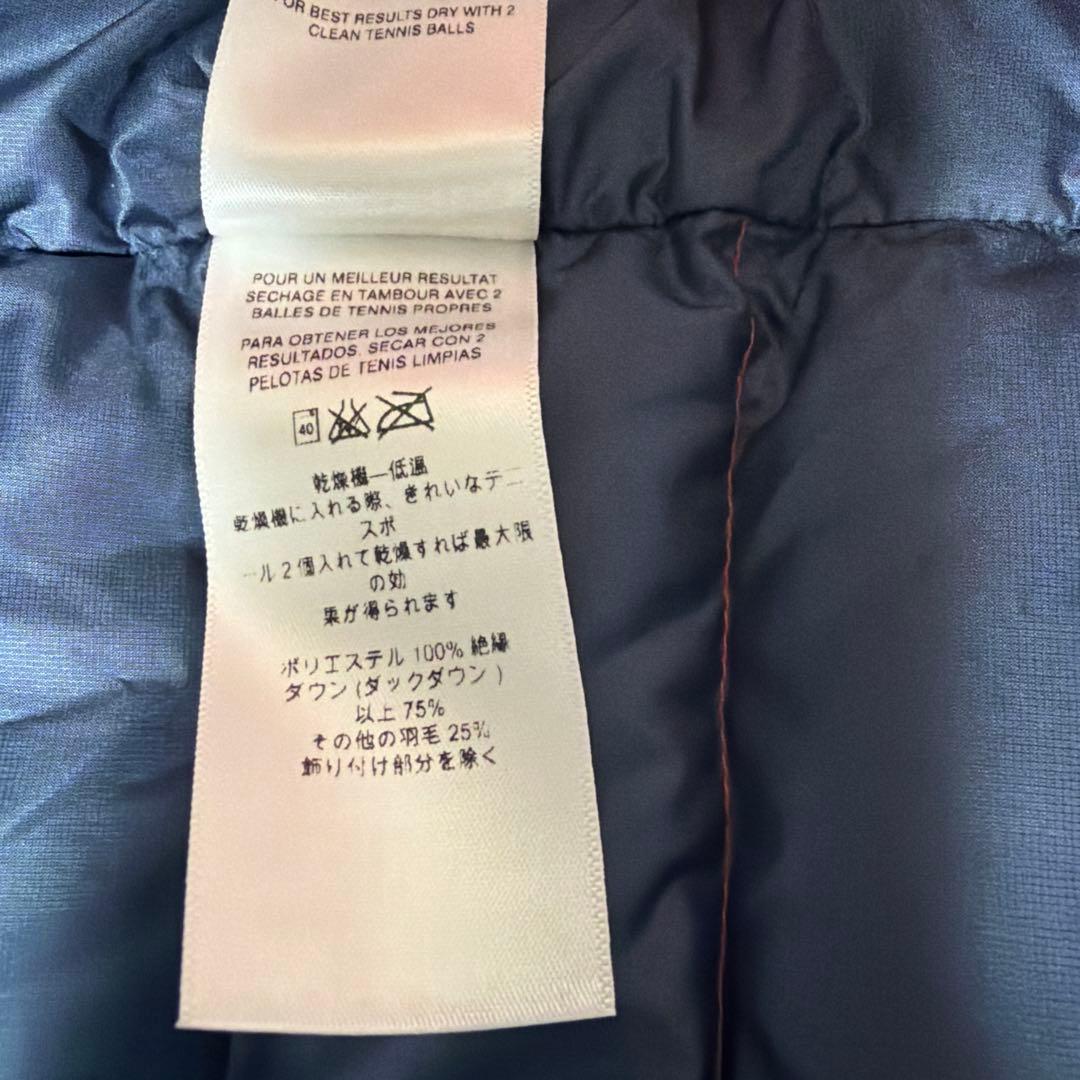 FOR BEST RESULTS DRY WITH 2
CLEAN TENNIS BALLS
POUR UN MEILLEUR RESULTAT
SECHAGE EN TAMBOUR AVEC 2
BALLES DE TENNIS PROPRES
PARA OBTENER LOS MEJORES
RESULTADOS, SECAR CON 2
PELOTAS DE TENIS LIMPIAS
40
乾燥機—低温
乾燥機に入れる際、きれいなテニ
スボ
ール2個入れて乾燥すれば最大限
の効
果が得られます
ポリエステル 100% 絶縁
ダウン (ダックダウン )
以上 75%
その他の羽毛 25%
飾り付け部分を除く